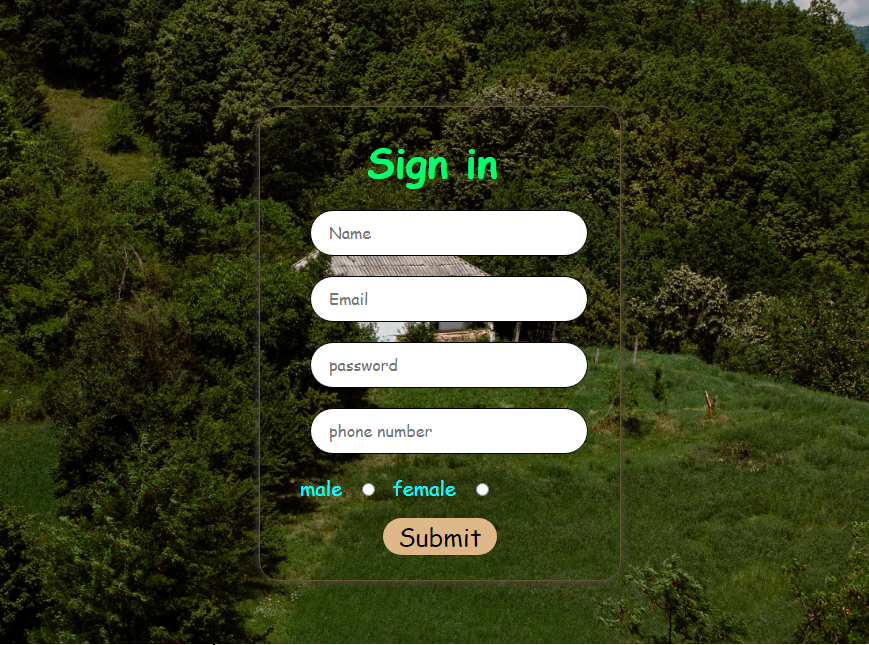 Sign in
Name
Email
password
phone number
male female
Submit